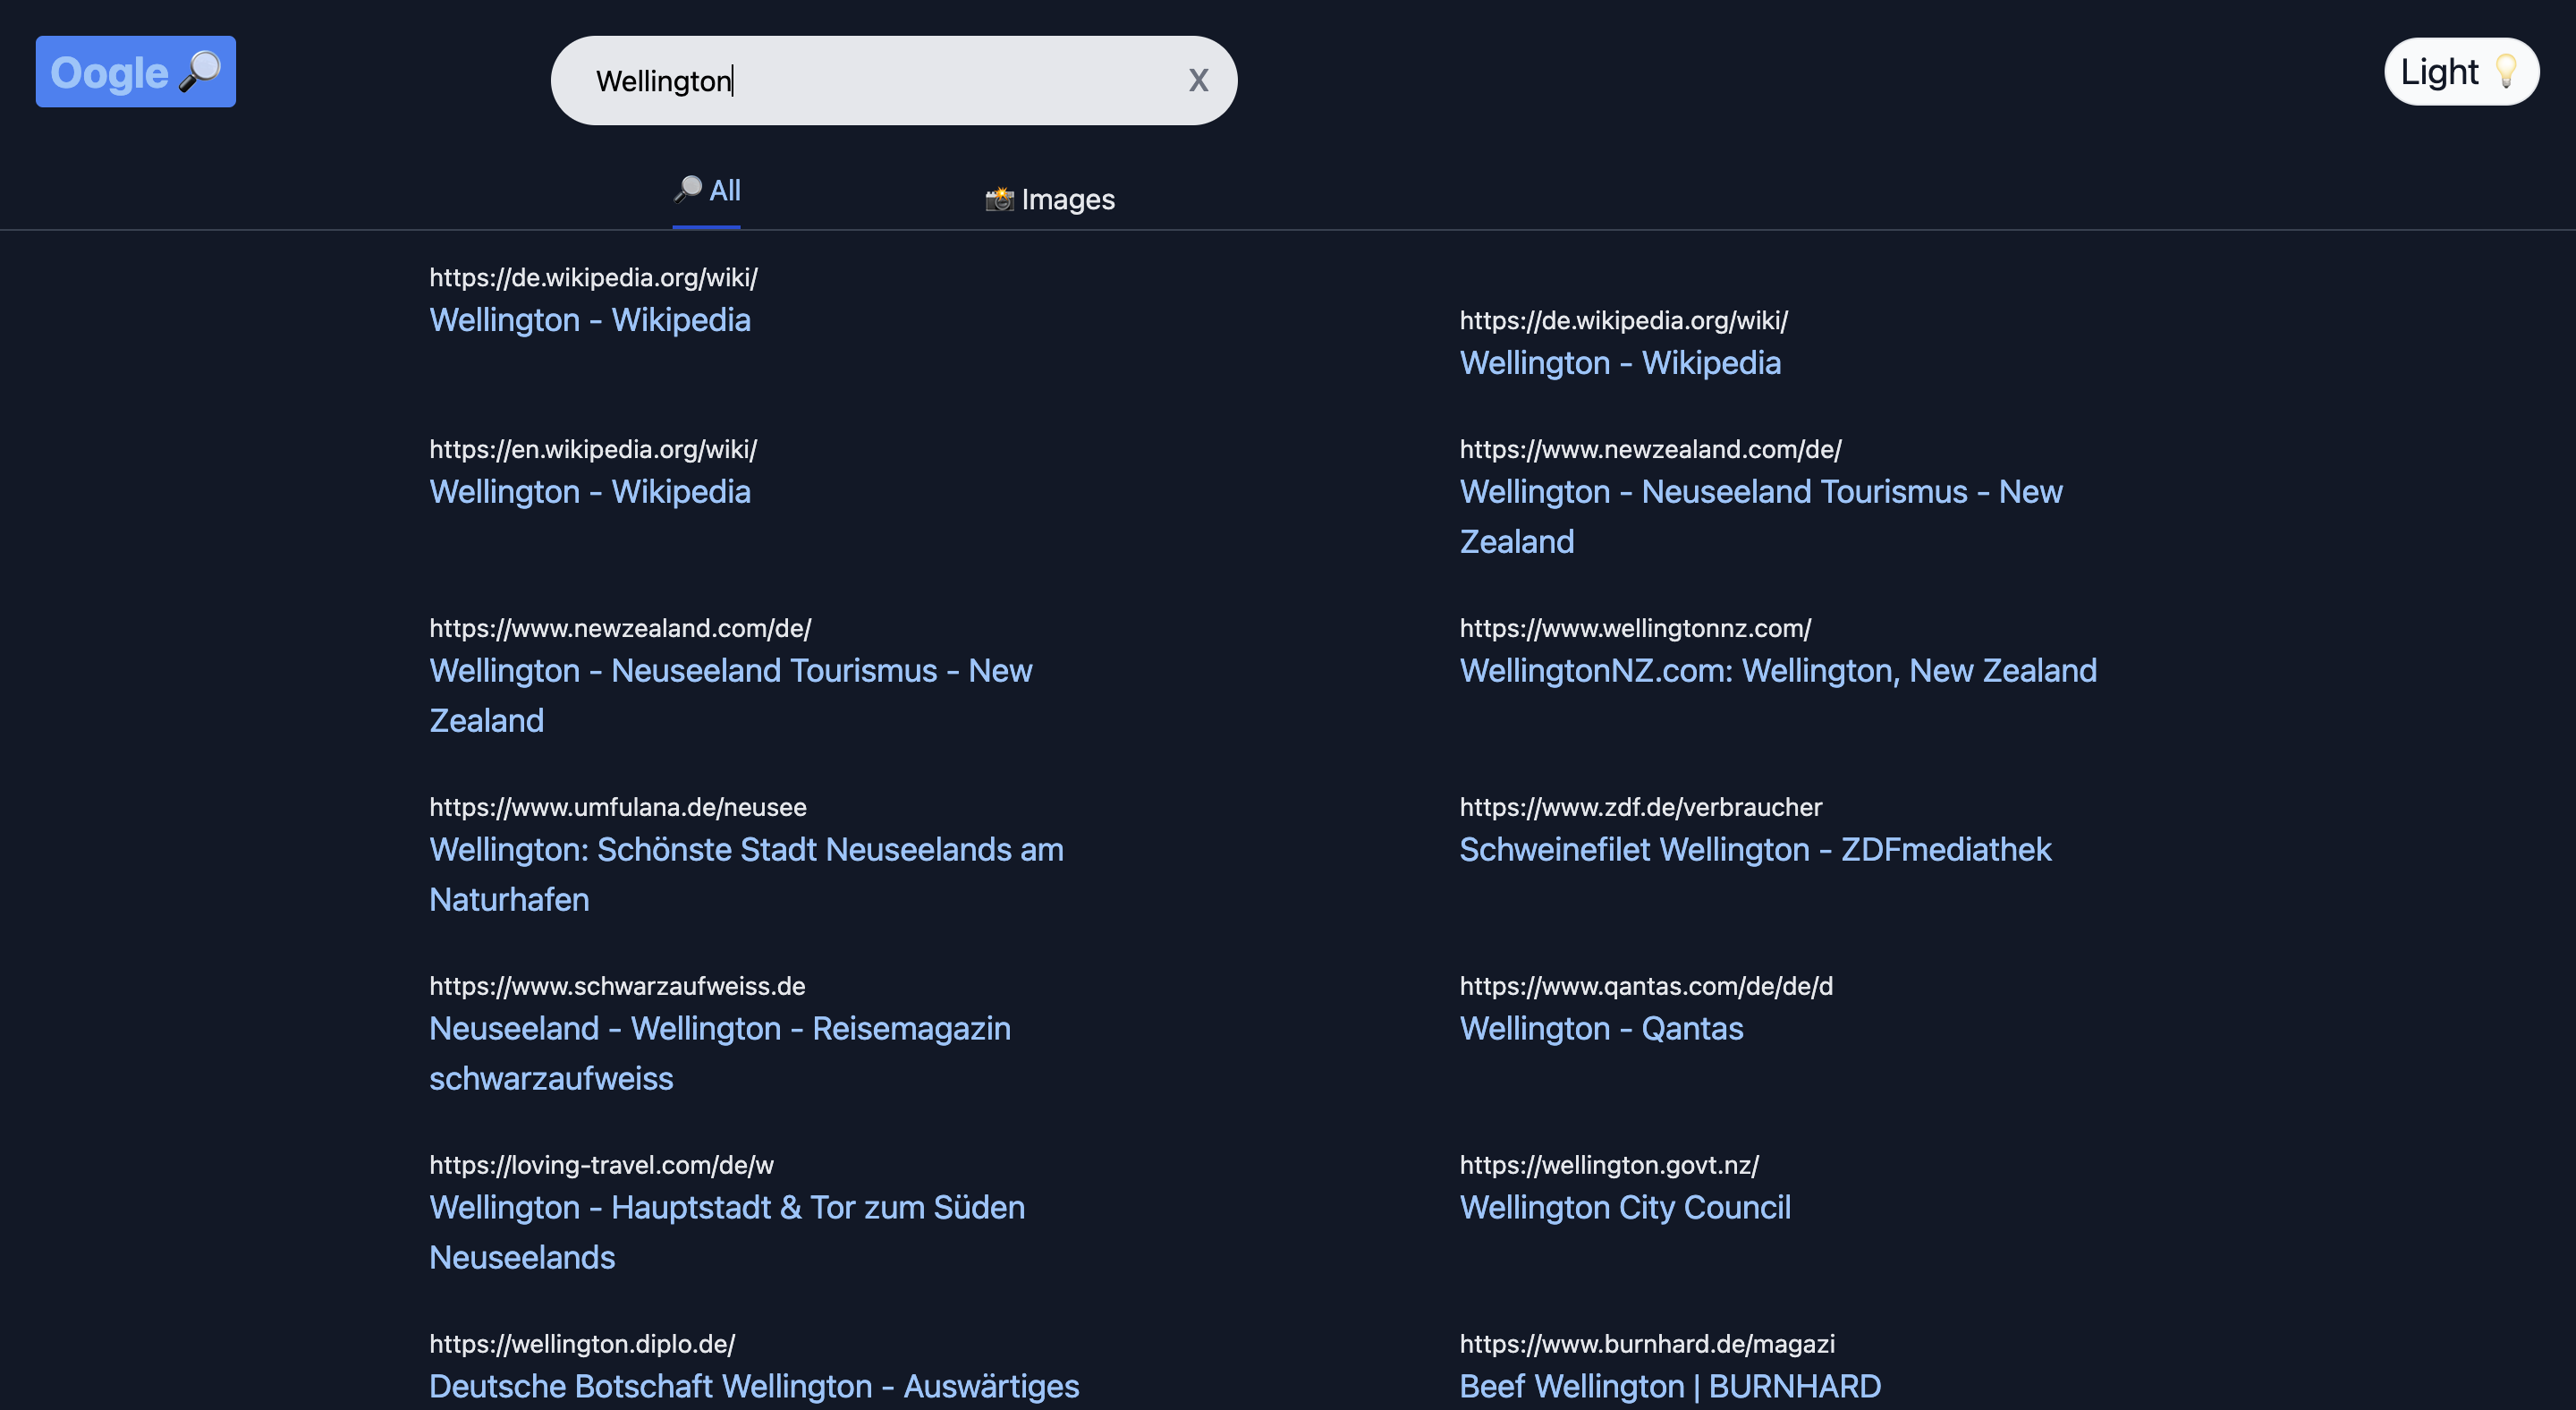 Oogle
Wellington
X
Light
All
Images
https://de.wikipedia.org/wiki/
Wellington - Wikipedia
https://de.wikipedia.org/wiki/
Wellington - Wikipedia
https://en.wikipedia.org/wiki/
Wellington - Wikipedia
https://www.newzealand.com/de/
Wellington - Neuseeland Tourismus - New
Zealand
https://www.newzealand.com/de/
Wellington - Neuseeland Tourismus - New
Zealand
https://www.wellingtonnz.com/
WellingtonNZ.com: Wellington, New Zealand
https://www.umfulana.de/neusee
Wellington: Schönste Stadt Neuseelands am
Naturhafen
https://www.zdf.de/verbraucher
Schweinefilet Wellington - ZDFmediathek
https://www.schwarzaufweiss.de
Neuseeland - Wellington - Reisemagazin
schwarzaufweiss
https://www.qantas.com/de/de/d
Wellington - Qantas
https://loving-travel.com/de/w
Wellington - Hauptstadt & Tor zum Süden
Neuseelands
https://wellington.govt.nz/
Wellington City Council
https://wellington.diplo.de/
Deutsche Botschaft Wellington - Auswärtiges
https://www.burnhard.de/magazi
Beef Wellington | BURNHARD